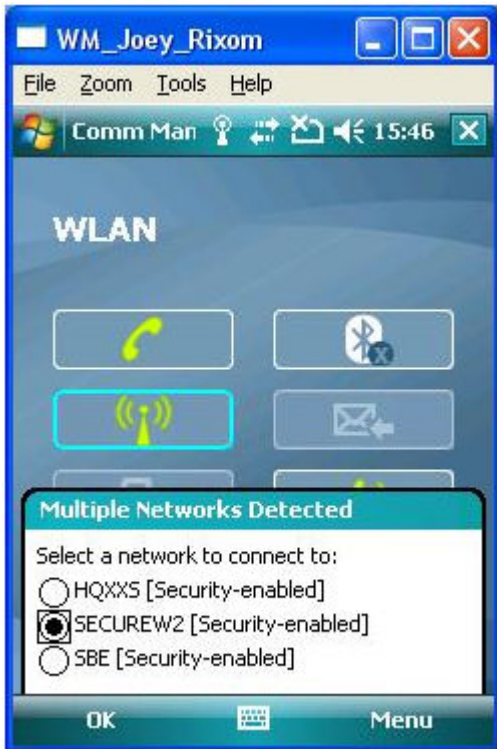 WM_Joey_Rixom
File Zoom Tools Help
Comm Man 15:46
WLAN
Multiple Networks Detected
Select a network to connect to:
HQXXS [Security-enabled]
SECUREW2 [Security-enabled]
SBE [Security-enabled]
OK Menu